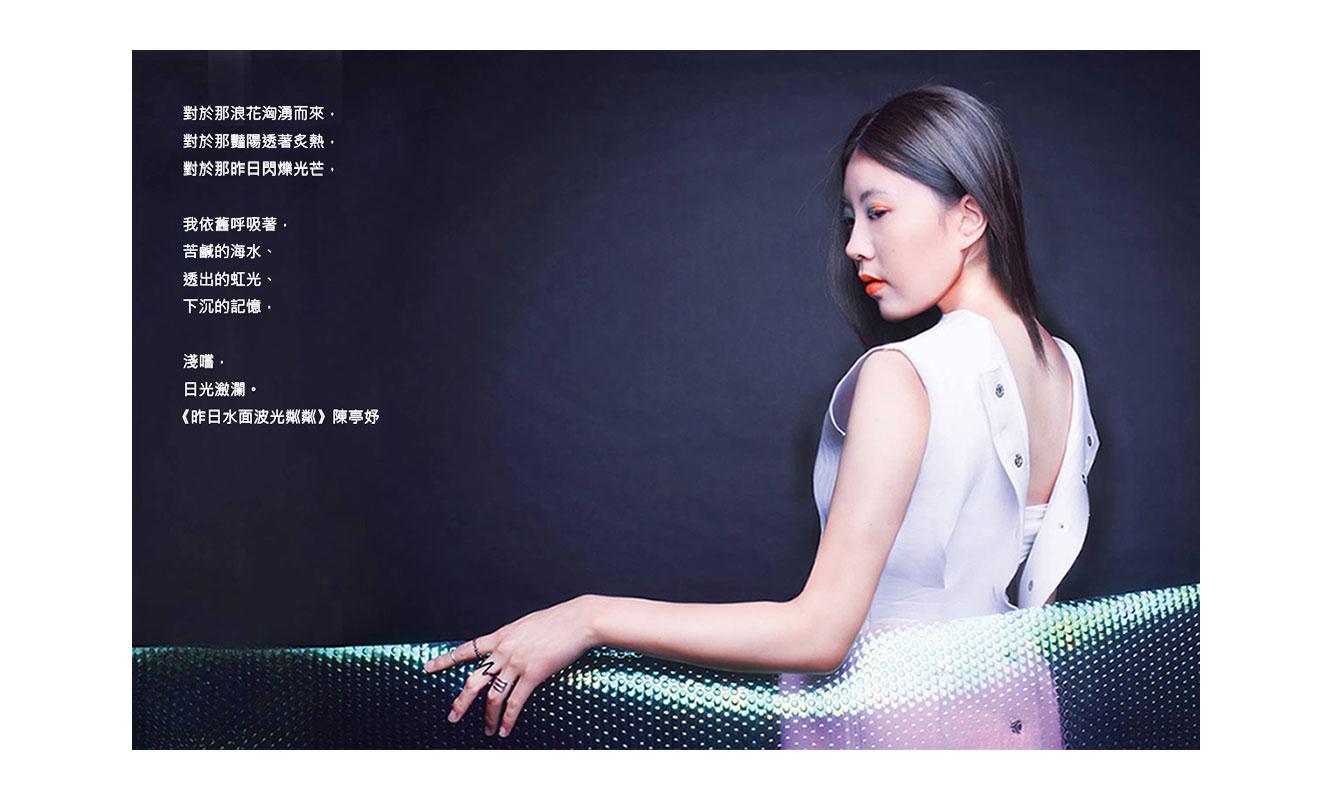 對於那浪花洶湧而來，
對於那豔陽透著炙熱，
對於那昨日閃爍光芒，
我依舊呼吸著，
苦鹹的海水、
透出的虹光、
下沉的記憶，
淺嚐，
日光瀲灩。
《昨日水面波光粼粼》陳亭妤